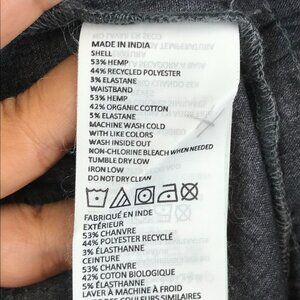 MADE IN INDIA
SHELL
53% HEMP
44% RECYCLED POLYESTER
3% ELASTANE
WAISTBAND
53% HEMP
42% ORGANIC COTTON
5% ELASTANE
MACHINE WASH COLD
WITH LIKE COLORS
WASH INSIDE OUT
NON-CHLORINE BLEACH WHEN NEEDED
TUMBLE DRY LOW
IRON LOW
DO NOT DRY CLEAN
FABRIQUÉ EN INDE
EXTÉRIEUR
53% CHANVRE
44% POLYESTER RECYCLÉ
3% ÉLASTHANNE
CEINTURE
53% CHANVRE
42% COTON BIOLOGIQUE
5% ÉLASTHANNE
LAVER À MACHINE À FROID
COULEURS SIMILAIRES